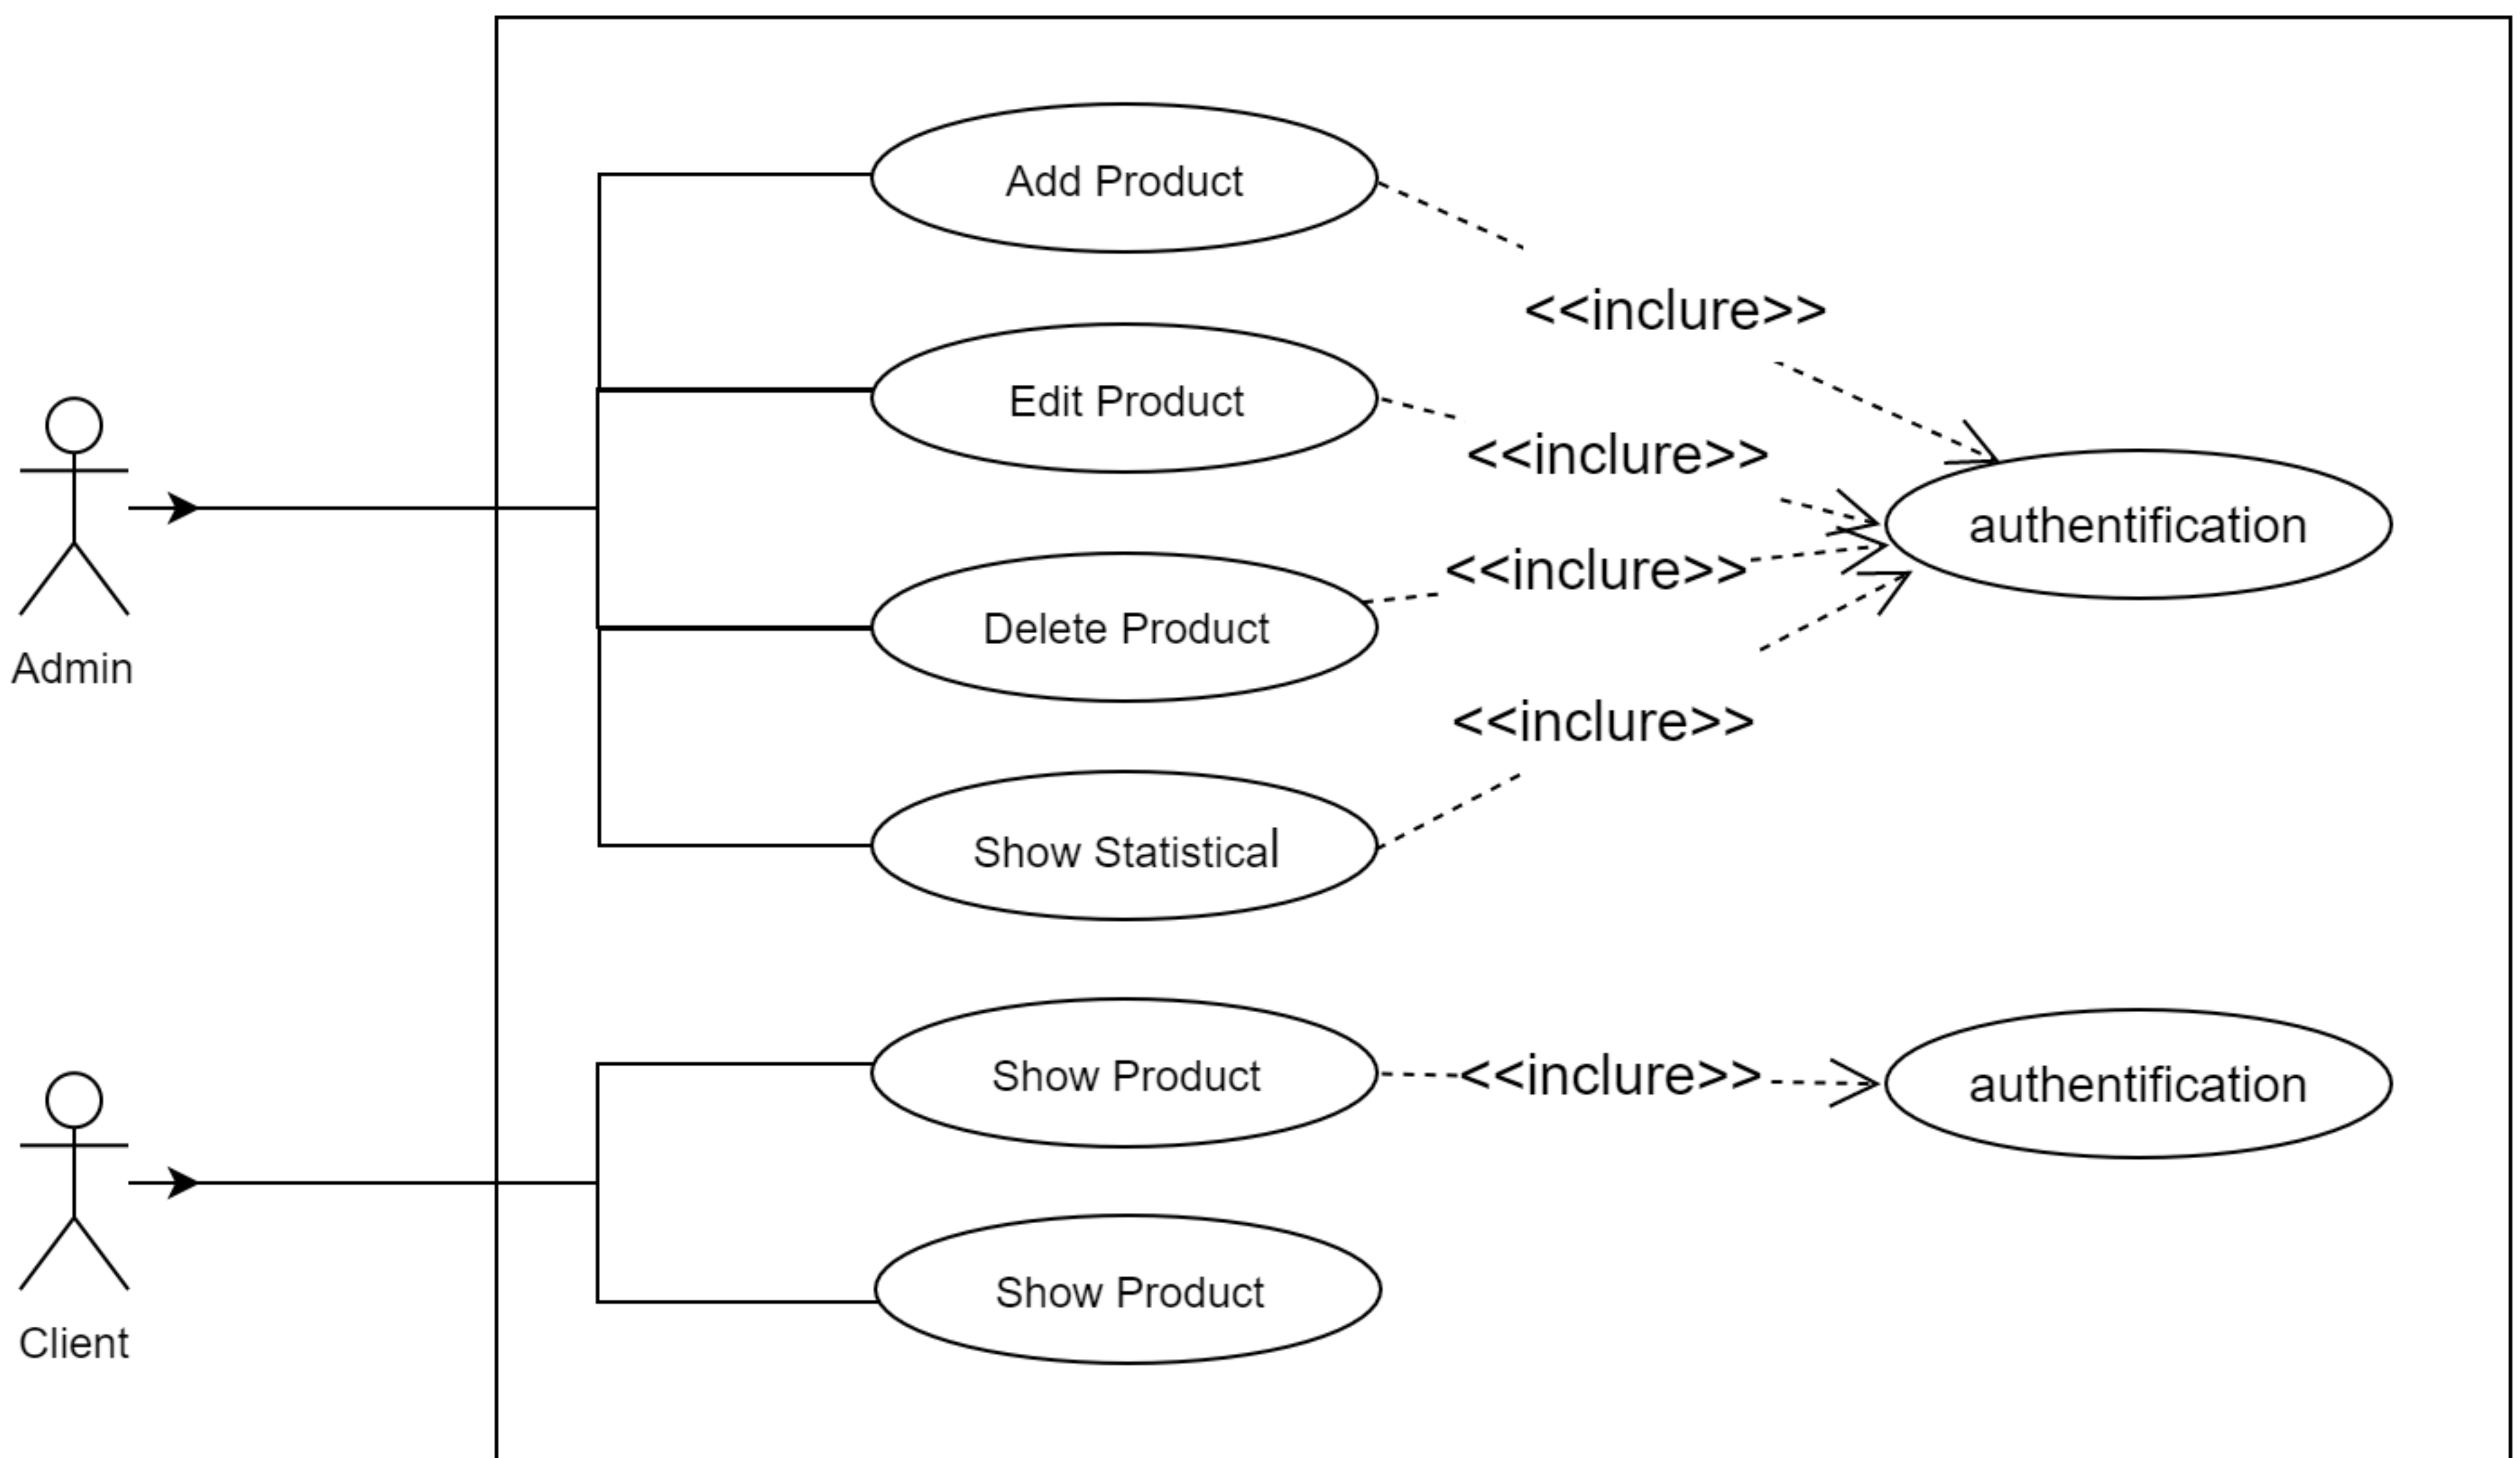 Add Product
<<inclure>>
Edit Product
<<inclure>>
authentification
<<inclure>>
Delete Product
Admin
<<inclure>>
Show Statistical
Show Product
<<inclure>>
authentification
Show Product
Client